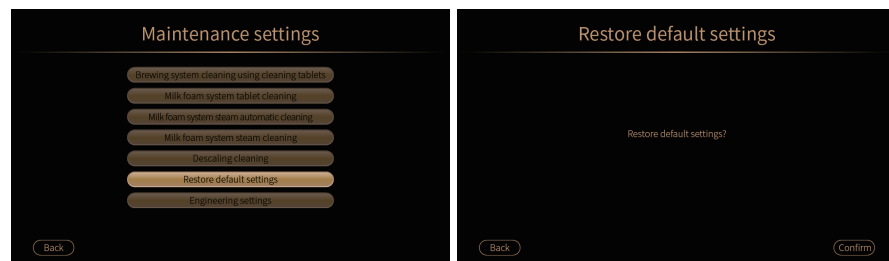 Maintenance settings
Brewing system cleaning using cleaning tablets
Milk foam system tablet cleaning
Milk foam system steam automatic cleaning
Milk foam system steam cleaning
Descaling cleaning
Restore default settings
Engineering settings
Back
Restore default settings
Restore default settings?
Back
Confirm